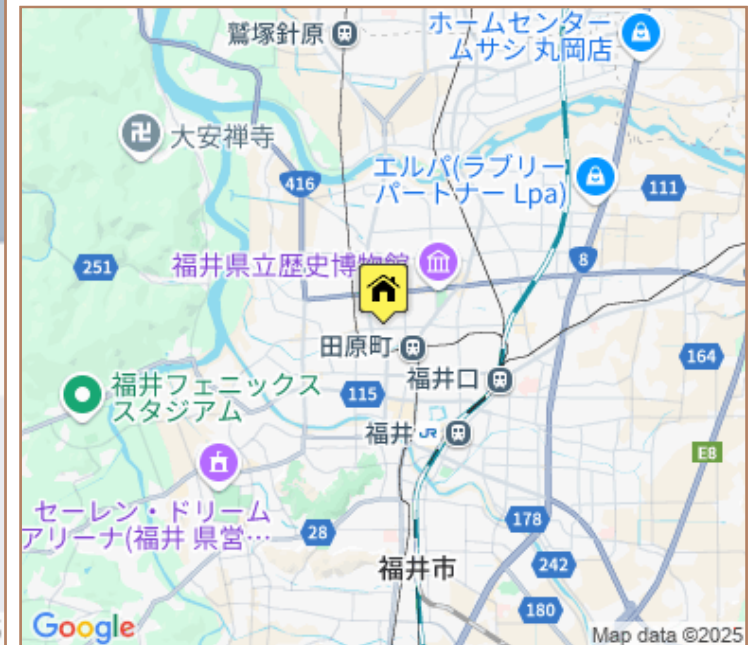 鷲塚針原
ホームセンター
ムサシ 丸岡店
卍
大安禅寺
エルパ(ラブリー
パートナー Lpa)
416
111
251
福井県立歴史博物館
8
田原町
164
福井口
福井フェニックス
スタジアム
115
福井 JR
E8
セーレン・ドリーム
アリーナ(福井 県営…
28
178
福井市
242
180
Google
Map data ©2025